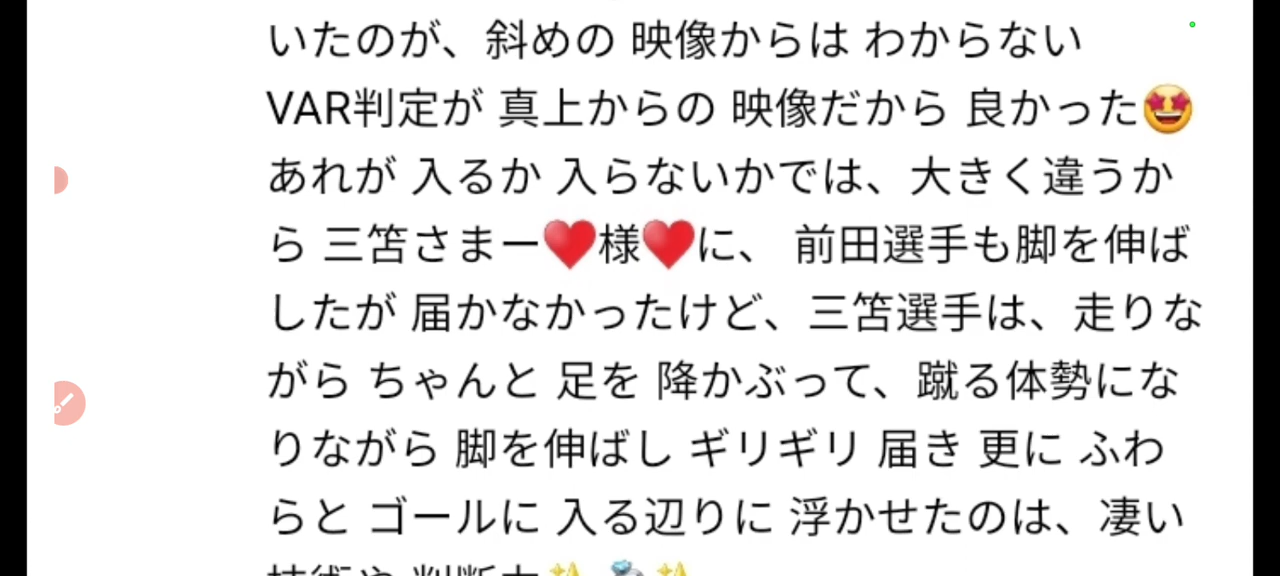 いたのが、斜めの 映像からは わからない
VAR判定が 真上からの 映像だから 良かった🤩
あれが 入るか 入らないかでは、大きく違うか
ら 三笘さまー♥️様♥️に、 前田選手も脚を伸ば
したが 届かなかったけど、三笘選手は、走りな
がら ちゃんと 足を 降かぶって、蹴る体勢にな
りながら 脚を伸ばし ギリギリ 届き 更に ふわ
らと ゴールに 入る辺りに 浮かせたのは、凄い